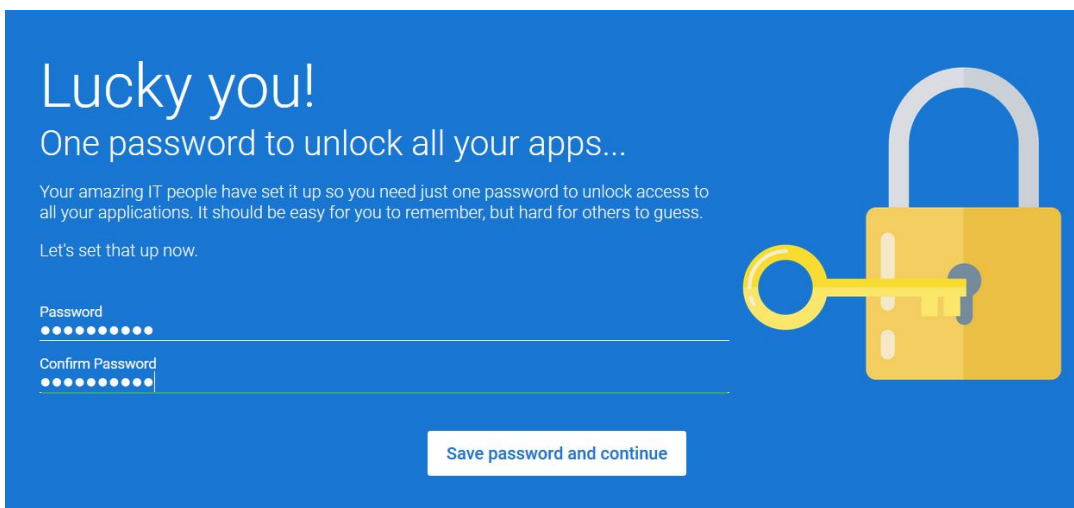 Lucky you!
One password to unlock all your apps...
Your amazing IT people have set it up so you need just one password to unlock access to
all your applications. It should be easy for you to remember, but hard for others to guess.
Let's set that up now.
Password
●●●●●●●●●●
Confirm Password
●●●●●●●●●●
Save password and continue